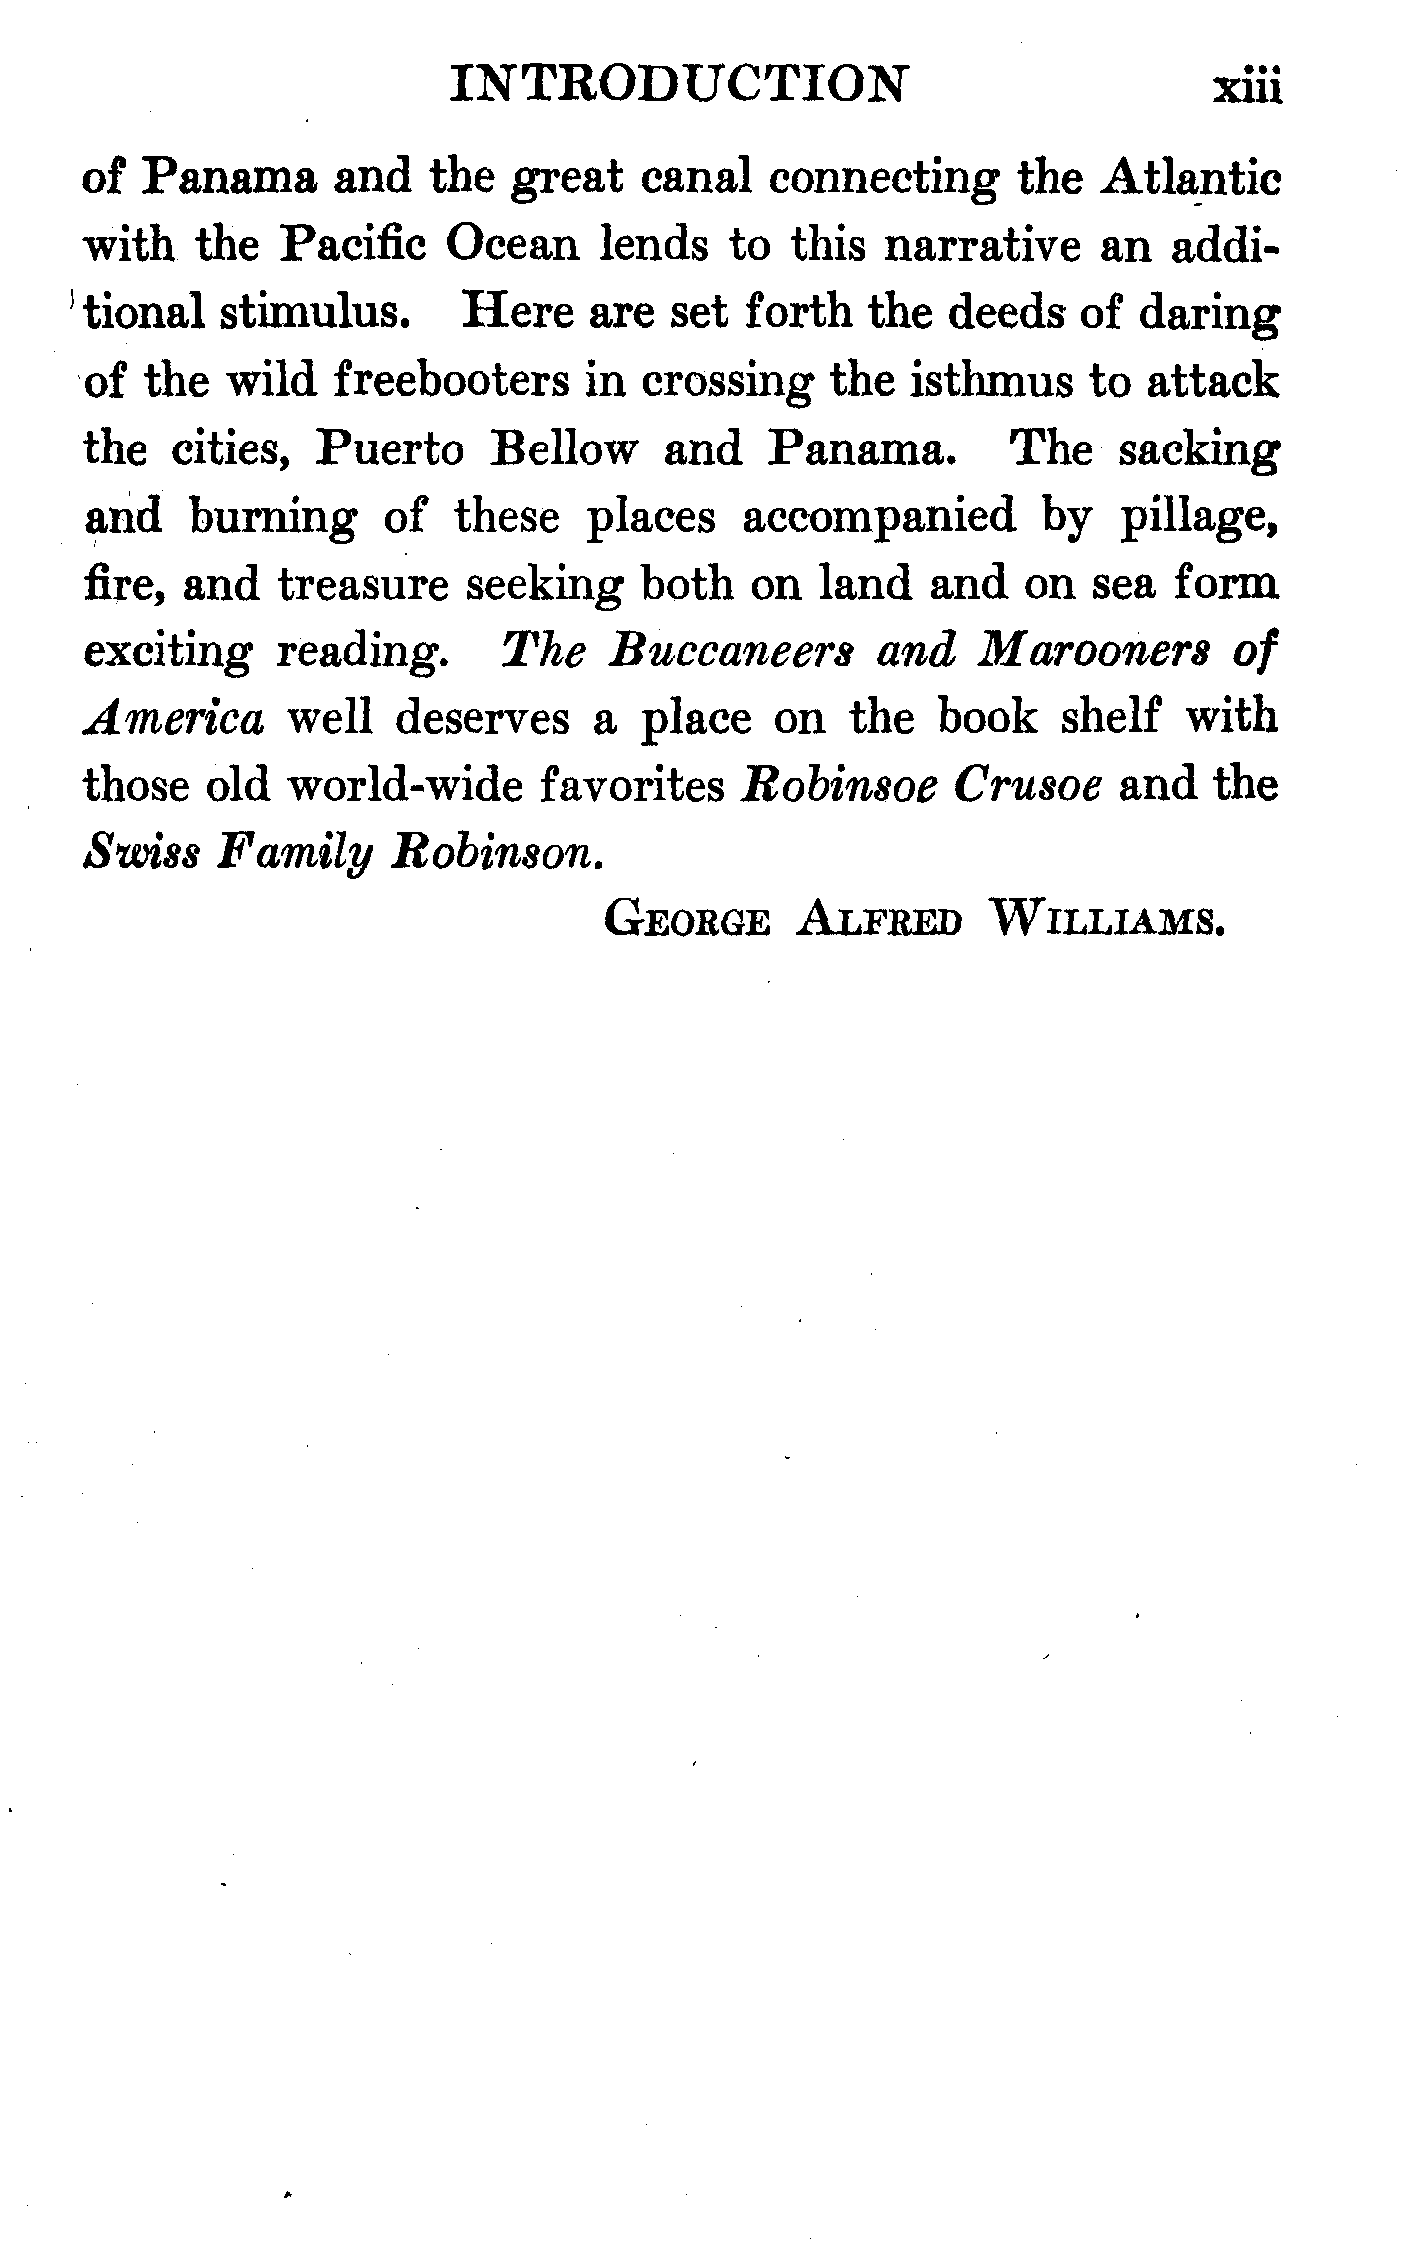 INTRODUCTION xiii
of Panama and the great canal connecting the Atlantic
with the Pacific Ocean lends to this narrative an addi-
tional stimulus. Here are set forth the deeds of daring
of the wild freebooters in crossing the isthmus to attack
the cities, Puerto Bellow and Panama. The sacking
and burning of these places accompanied by pillage,
fire, and treasure seeking both on land and on sea form
exciting reading. The Buccaneers and Marooners of
America well deserves a place on the book shelf with
those old world-wide favorites Robinsoe Crusoe and the
Swiss Family Robinson.
George Alfred Williams.